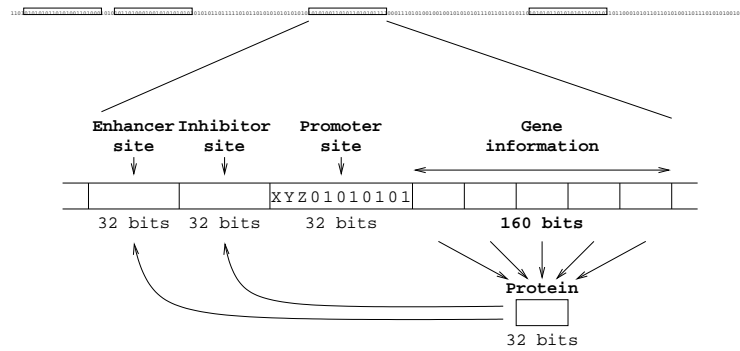 Enhancer Inhibitor Promoter Gene
site site site information
XYZ01010101
32 bits 32 bits 32 bits 160 bits
Protein
32 bits